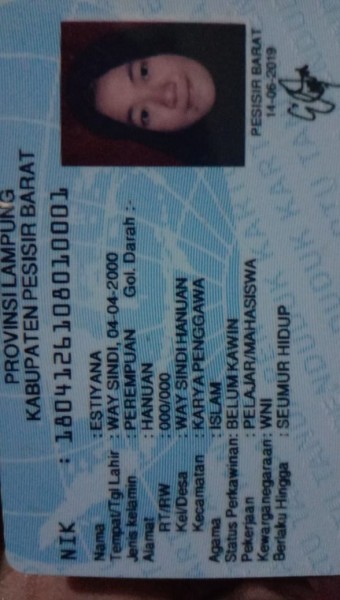 PROVINSI LAMPUNG
KABUPATEN PESISIR BARAT
NIK : 1804126108010001
Nama : ESTIYANA
Tempat/Tgl Lahir : WAY SINDI, 04-04-2000
Jenis kelamin : PEREMPUAN Gol. Darah : -
Alamat : HANUAN
RT/RW : 000/000
Kel/Desa : WAY SINDI HANUAN
Kecamatan : KARYA PENGGAWA
Agama : ISLAM
Status Perkawinan: BELUM KAWIN
Pekerjaan : PELAJAR/MAHASISWA
Kewarganegaraan: WNI
Berlaku Hingga : SEUMUR HIDUP
PESISIR BARAT
14-06-2019